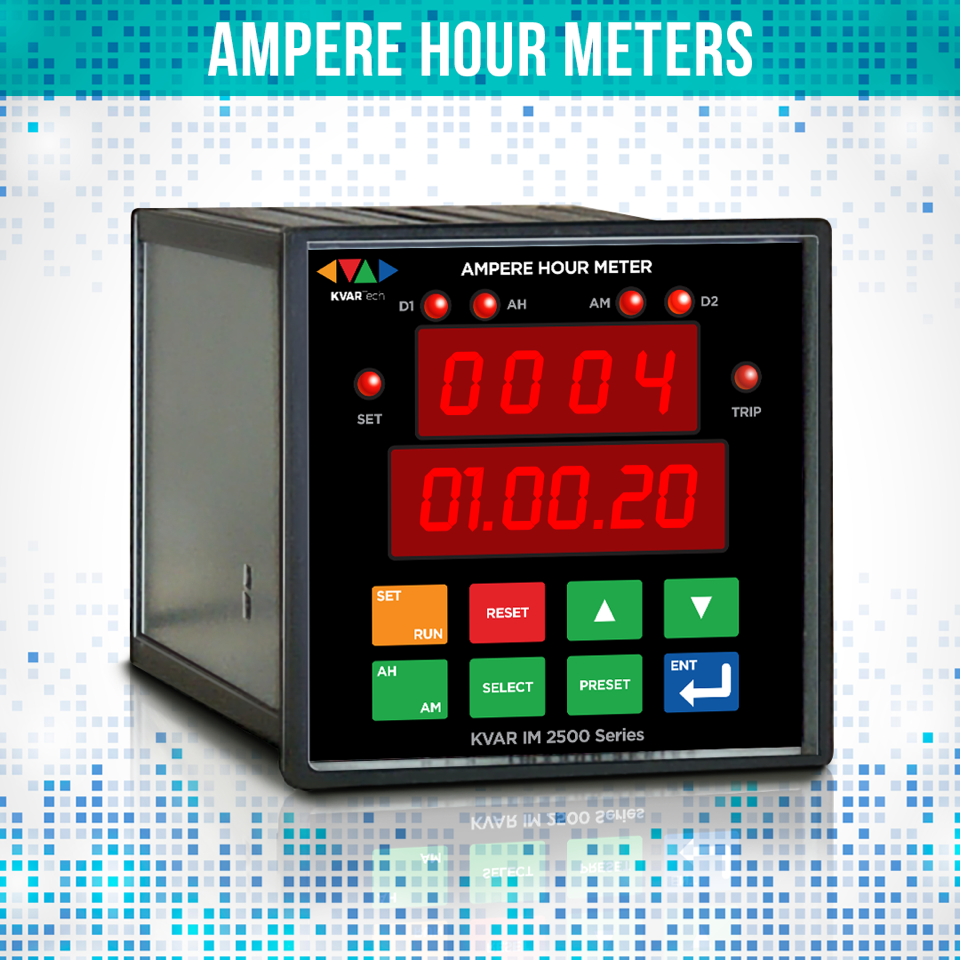 AMPERE HOUR METERS
AMPERE HOUR METER
KVARTech
D1 AH AM D2
0004
SET
TRIP
01.00.20
SET
RUN
RESET
▲
▼
AH
AM
SELECT
PRESET
ENT
KVAR IM 2500 Series